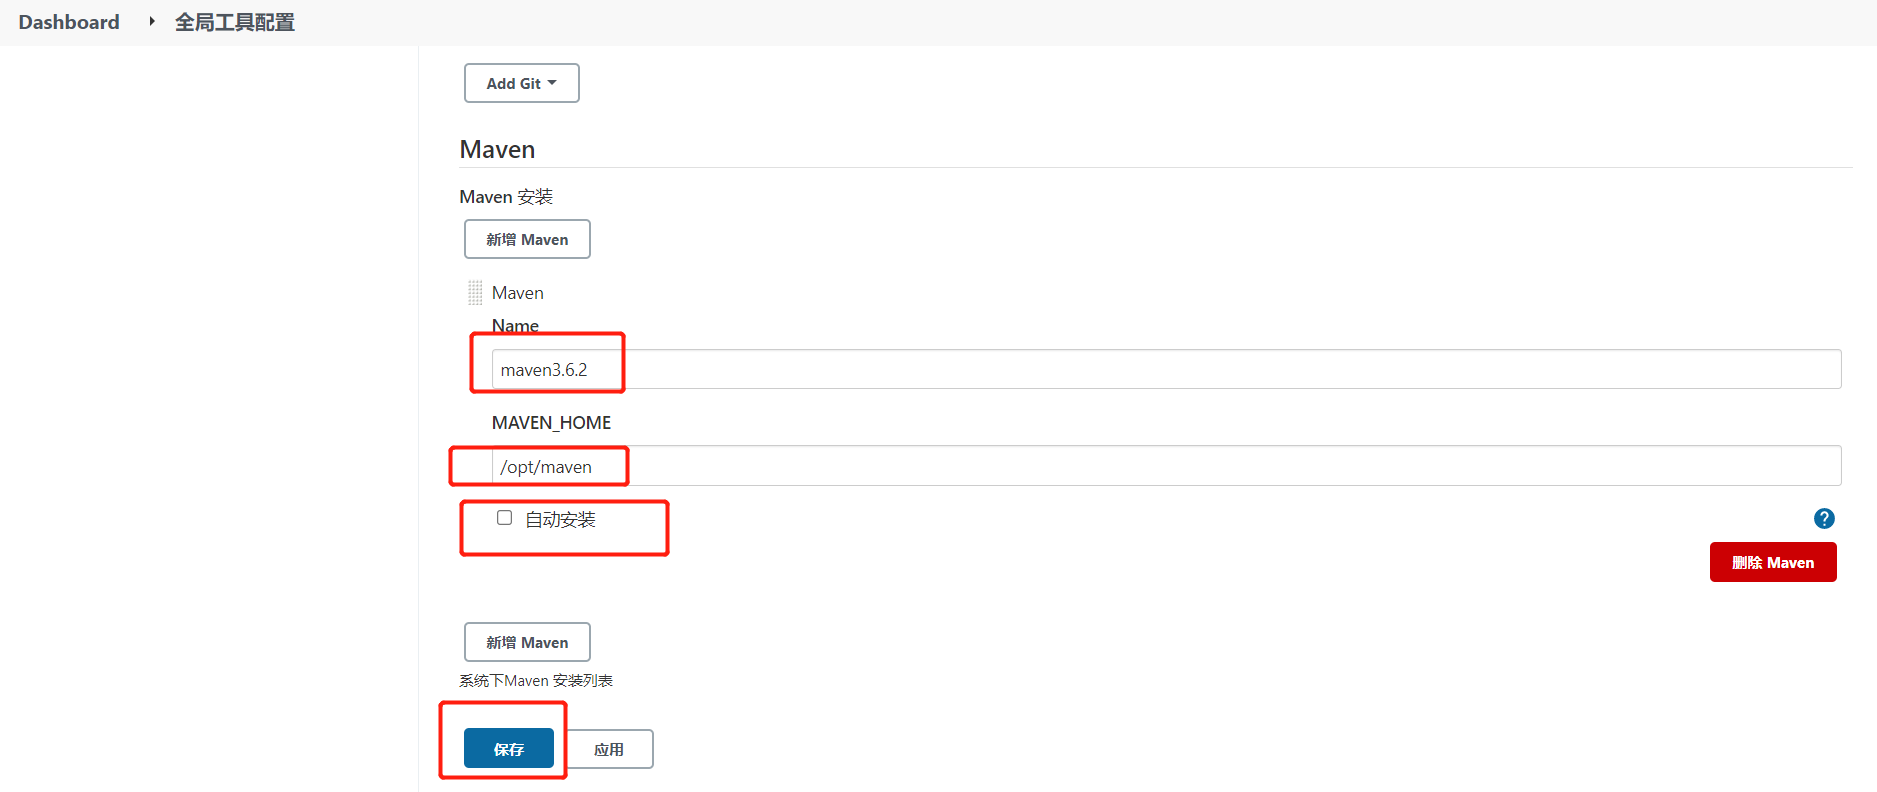 Dashboard 全局工具配置
Add Git
Maven
Maven 安装
新增 Maven
Maven
Name
maven3.6.2
MAVEN_HOME
/opt/maven
自动安装
?
删除 Maven
新增 Maven
系统下Maven 安装列表
保存 应用